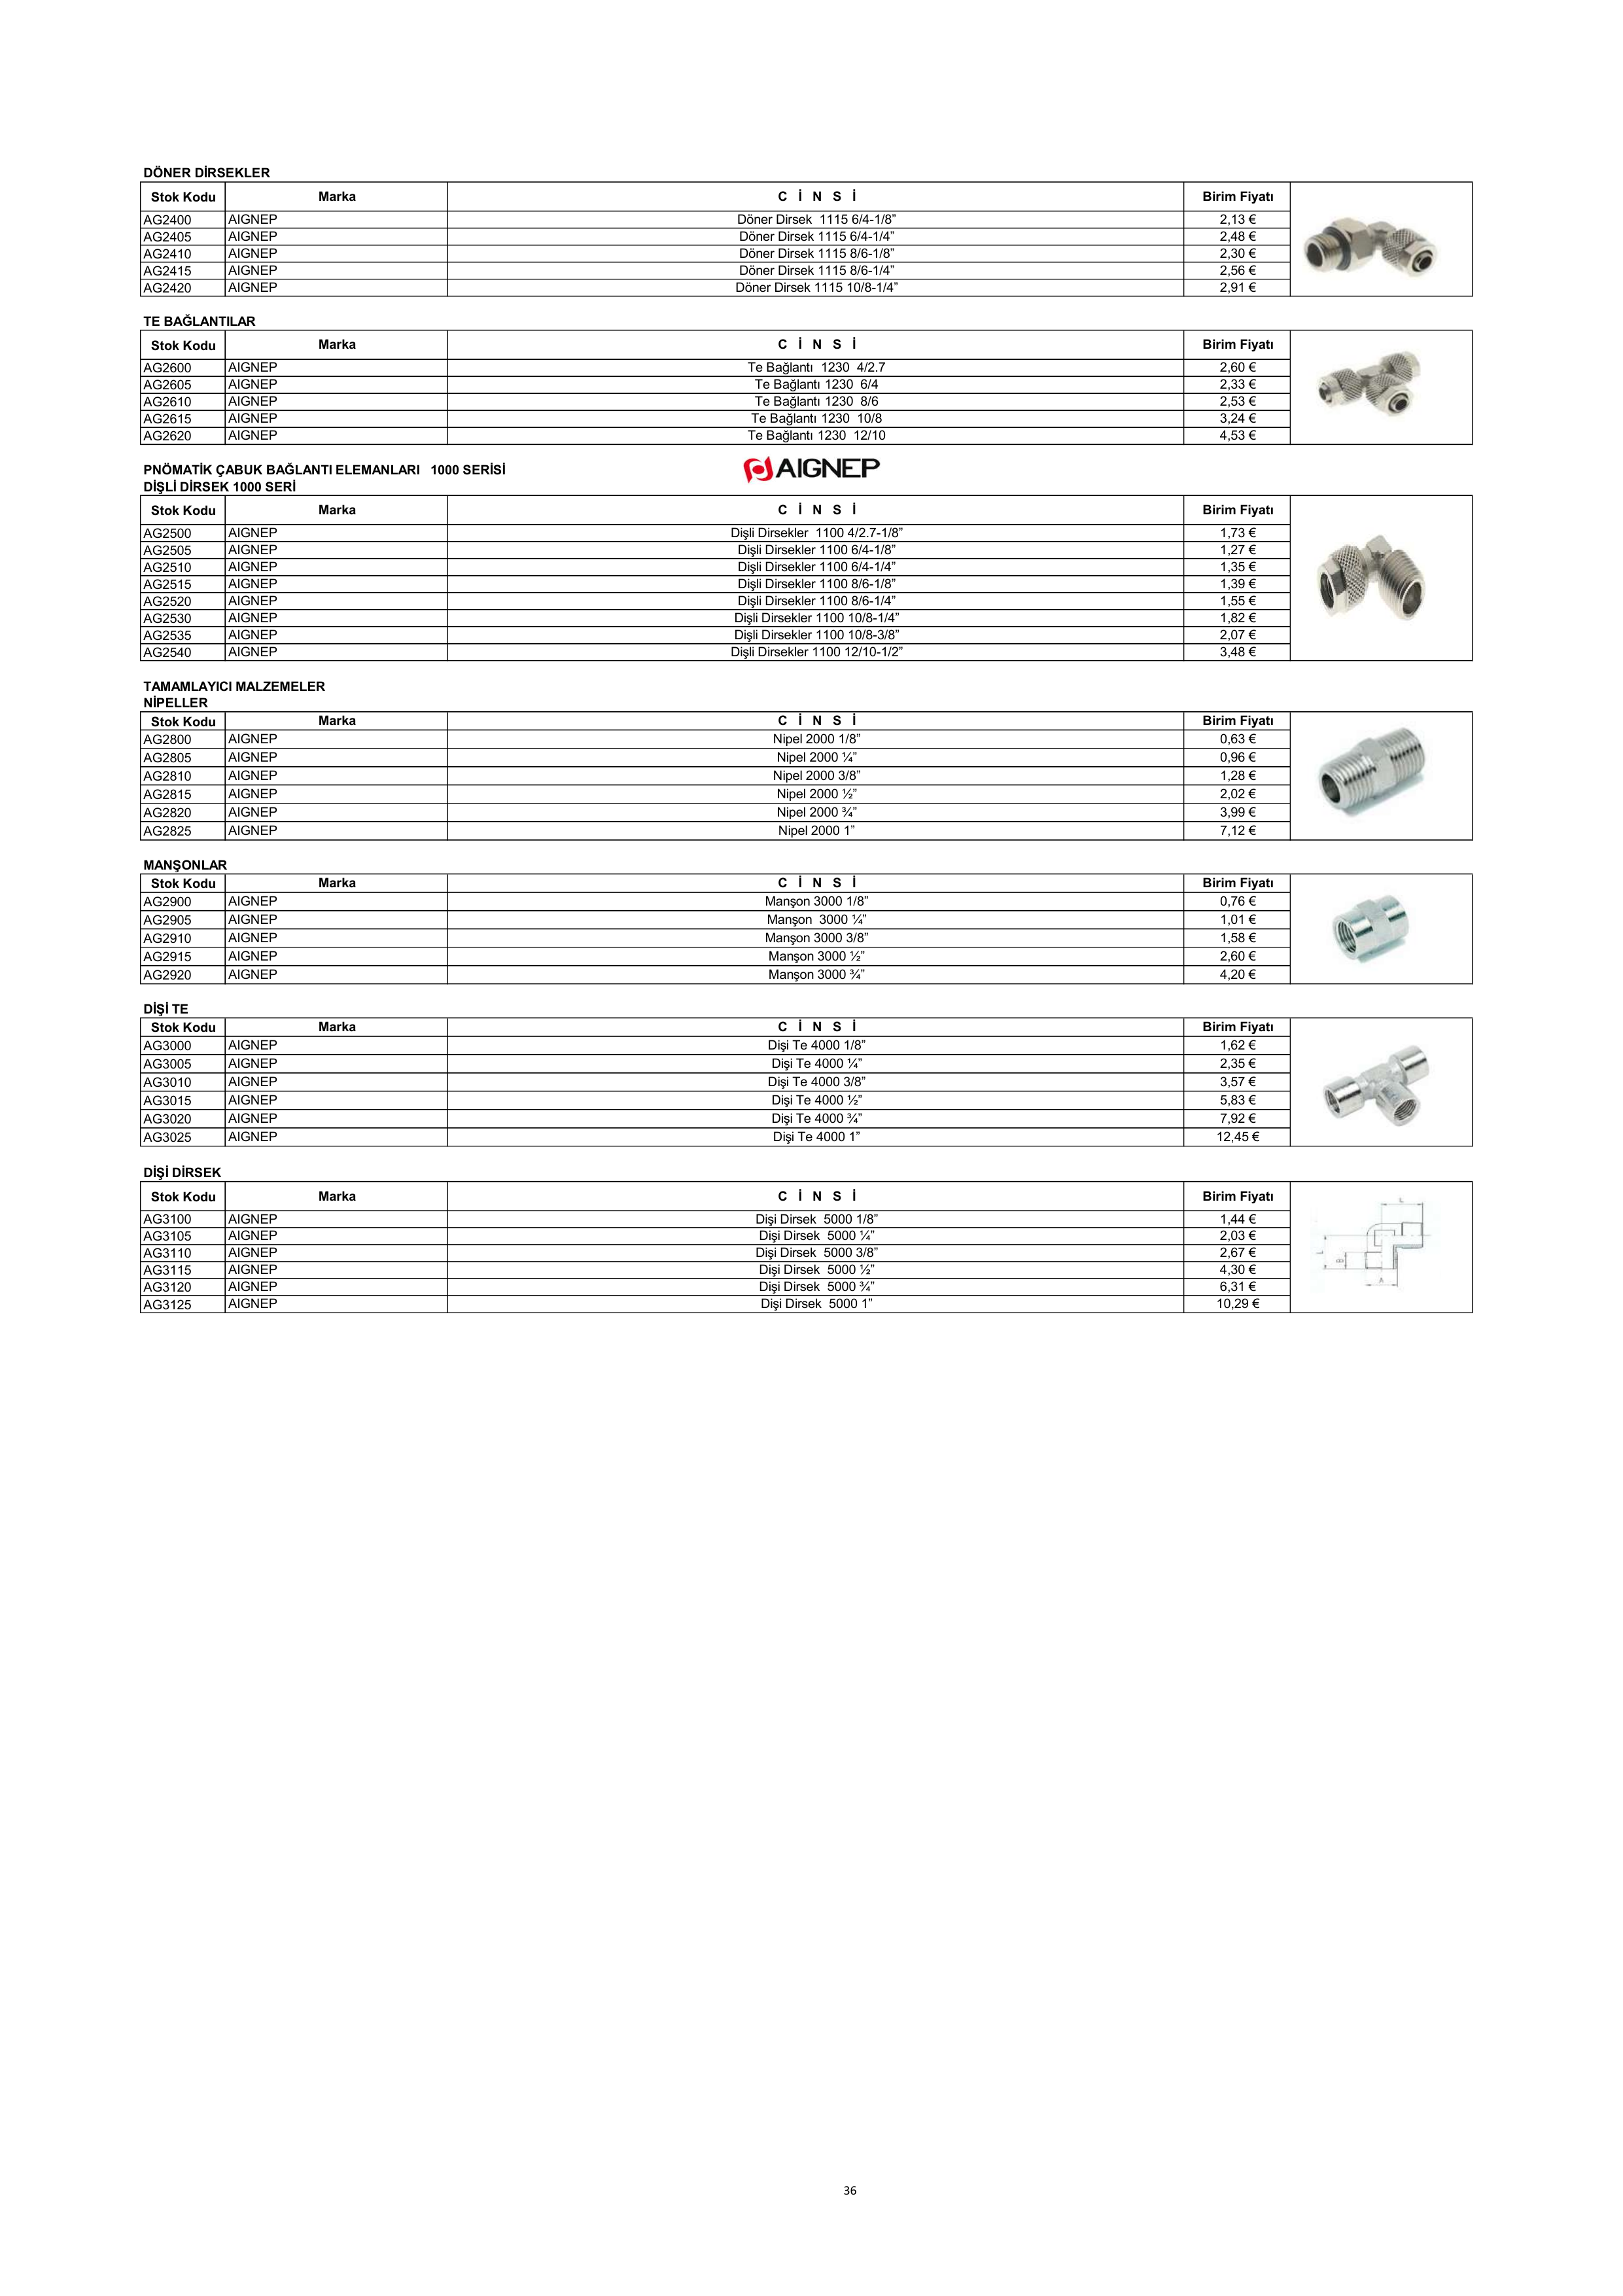 DÖNER DİRSEKLER
Stok Kodu Marka C İ N S İ Birim Fiyatı
AG2400 AIGNEP Döner Dirsek  1115 6/4-1/8” 2,13 €
AG2405 AIGNEP Döner Dirsek 1115 6/4-1/4” 2,48 €
AG2410 AIGNEP Döner Dirsek 1115 8/6-1/8” 2,30 €
AG2415 AIGNEP Döner Dirsek 1115 8/6-1/4” 2,56 €
AG2420 AIGNEP Döner Dirsek 1115 10/8-1/4” 2,91 €
TE BAĞLANTILAR
Stok Kodu Marka C İ N S İ Birim Fiyatı
AG2600 AIGNEP Te Bağlantı  1230  4/2.7 2,60 €
AG2605 AIGNEP Te Bağlantı 1230  6/4 2,33 €
AG2610 AIGNEP Te Bağlantı 1230  8/6 2,53 €
AG2615 AIGNEP Te Bağlantı 1230  10/8 3,24 €
AG2620 AIGNEP Te Bağlantı 1230  12/10 4,53 €
PNÖMATİK ÇABUK BAĞLANTI ELEMANLARI   1000 SERİSİ AIGNEP
DİŞLİ DİRSEK 1000 SERİ
Stok Kodu Marka C İ N S İ Birim Fiyatı
AG2500 AIGNEP Dişli Dirsekler  1100 4/2.7-1/8” 1,73 €
AG2505 AIGNEP Dişli Dirsekler 1100 6/4-1/8” 1,27 €
AG2510 AIGNEP Dişli Dirsekler 1100 6/4-1/4” 1,35 €
AG2515 AIGNEP Dişli Dirsekler 1100 8/6-1/8” 1,39 €
AG2520 AIGNEP Dişli Dirsekler 1100 8/6-1/4” 1,55 €
AG2530 AIGNEP Dişli Dirsekler 1100 10/8-1/4” 1,82 €
AG2535 AIGNEP Dişli Dirsekler 1100 10/8-3/8” 2,07 €
AG2540 AIGNEP Dişli Dirsekler 1100 12/10-1/2” 3,48 €
TAMAMLAYICI MALZEMELER
NİPELLER
Stok Kodu Marka C İ N S İ Birim Fiyatı
AG2800 AIGNEP Nipel 2000 1/8” 0,63 €
AG2805 AIGNEP Nipel 2000 ¼” 0,96 €
AG2810 AIGNEP Nipel 2000 3/8” 1,28 €
AG2815 AIGNEP Nipel 2000 ½” 2,02 €
AG2820 AIGNEP Nipel 2000 ¾” 3,99 €
AG2825 AIGNEP Nipel 2000 1” 7,12 €
MANŞONLAR
Stok Kodu Marka C İ N S İ Birim Fiyatı
AG2900 AIGNEP Manşon 3000 1/8” 0,76 €
AG2905 AIGNEP Manşon  3000 ¼” 1,01 €
AG2910 AIGNEP Manşon 3000 3/8” 1,58 €
AG2915 AIGNEP Manşon 3000 ½” 2,60 €
AG2920 AIGNEP Manşon 3000 ¾” 4,20 €
DİŞİ TE
Stok Kodu Marka C İ N S İ Birim Fiyatı
AG3000 AIGNEP Dişi Te 4000 1/8” 1,62 €
AG3005 AIGNEP Dişi Te 4000 ¼” 2,35 €
AG3010 AIGNEP Dişi Te 4000 3/8” 3,57 €
AG3015 AIGNEP Dişi Te 4000 ½” 5,83 €
AG3020 AIGNEP Dişi Te 4000 ¾” 7,92 €
AG3025 AIGNEP Dişi Te 4000 1” 12,45 €
DİŞİ DİRSEK
Stok Kodu Marka C İ N S İ Birim Fiyatı
AG3100 AIGNEP Dişi Dirsek  5000 1/8” 1,44 €
AG3105 AIGNEP Dişi Dirsek  5000 ¼” 2,03 €
AG3110 AIGNEP Dişi Dirsek  5000 3/8” 2,67 €
AG3115 AIGNEP Dişi Dirsek  5000 ½” 4,30 €
AG3120 AIGNEP Dişi Dirsek  5000 ¾” 6,31 €
AG3125 AIGNEP Dişi Dirsek  5000 1” 10,29 €
L
L
B
A
36